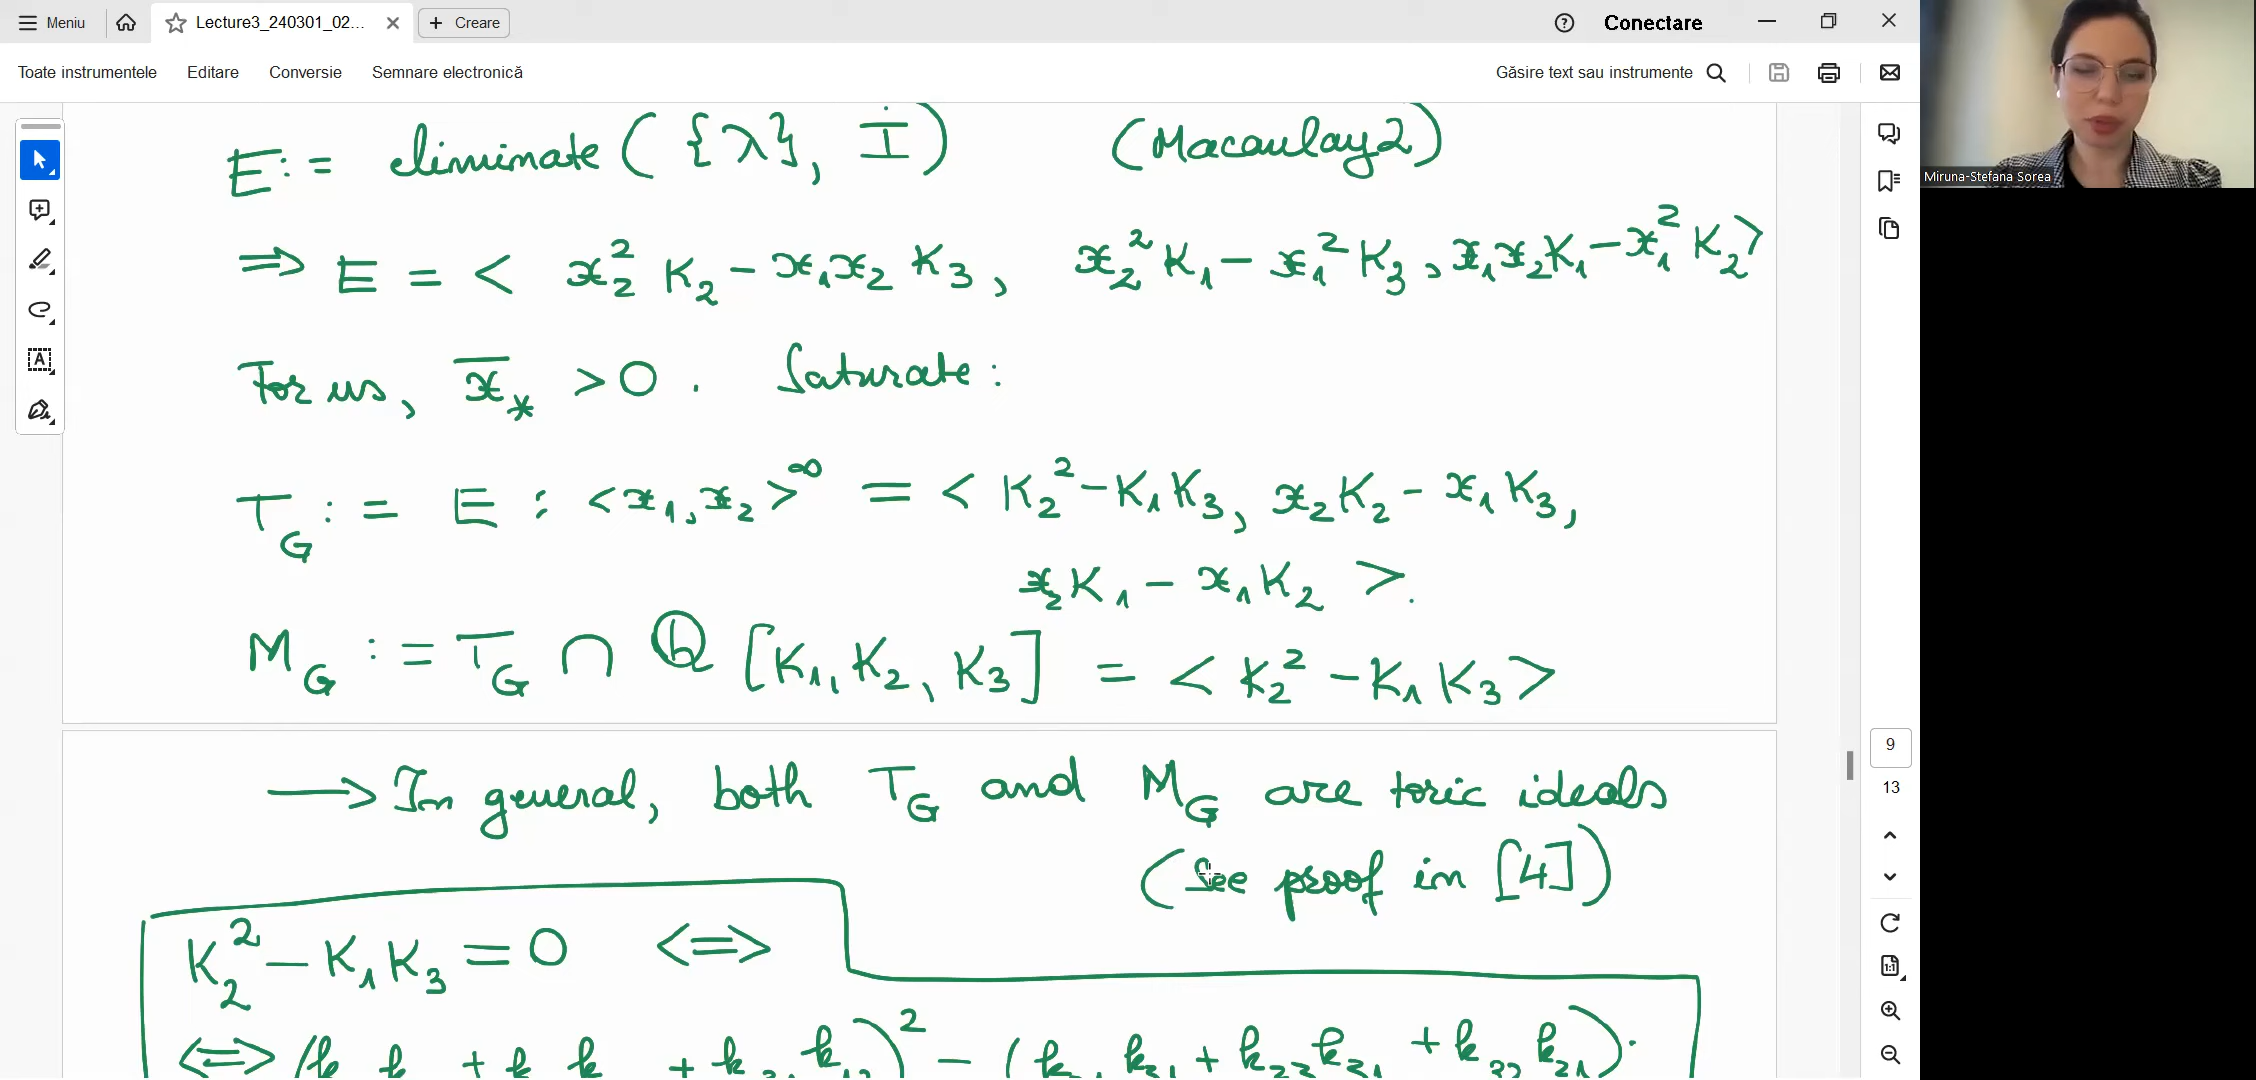 Meniu Lecture3_240301_02... Creare Conectare
Toate instrumentele Editare Conversie Semnare electronică Găsire text sau instrumente
Miruna-Stefana Sorea
E := eliminate ( {λ}, I ) (Macaulay2)
⇒ E = < x₂² K₂ − x₁x₂ K₃, x₂² K₁ − x₁² K₃, x₁x₂K₁ − x₁² K₂ >
For us, x̄_* > 0. Saturate:
T_G := E : <x₁, x₂>^∞ = < K₂² − K₁K₃, x₂K₂ − x₁K₃,
x₂K₁ − x₁K₂ >.
M_G := T_G ∩ Q [K₁, K₂, K₃] = < K₂² − K₁K₃ >
→ In general, both T_G and M_G are toric ideals
(See proof in [4])
K₂² − K₁K₃ = 0 ⇔
9
13